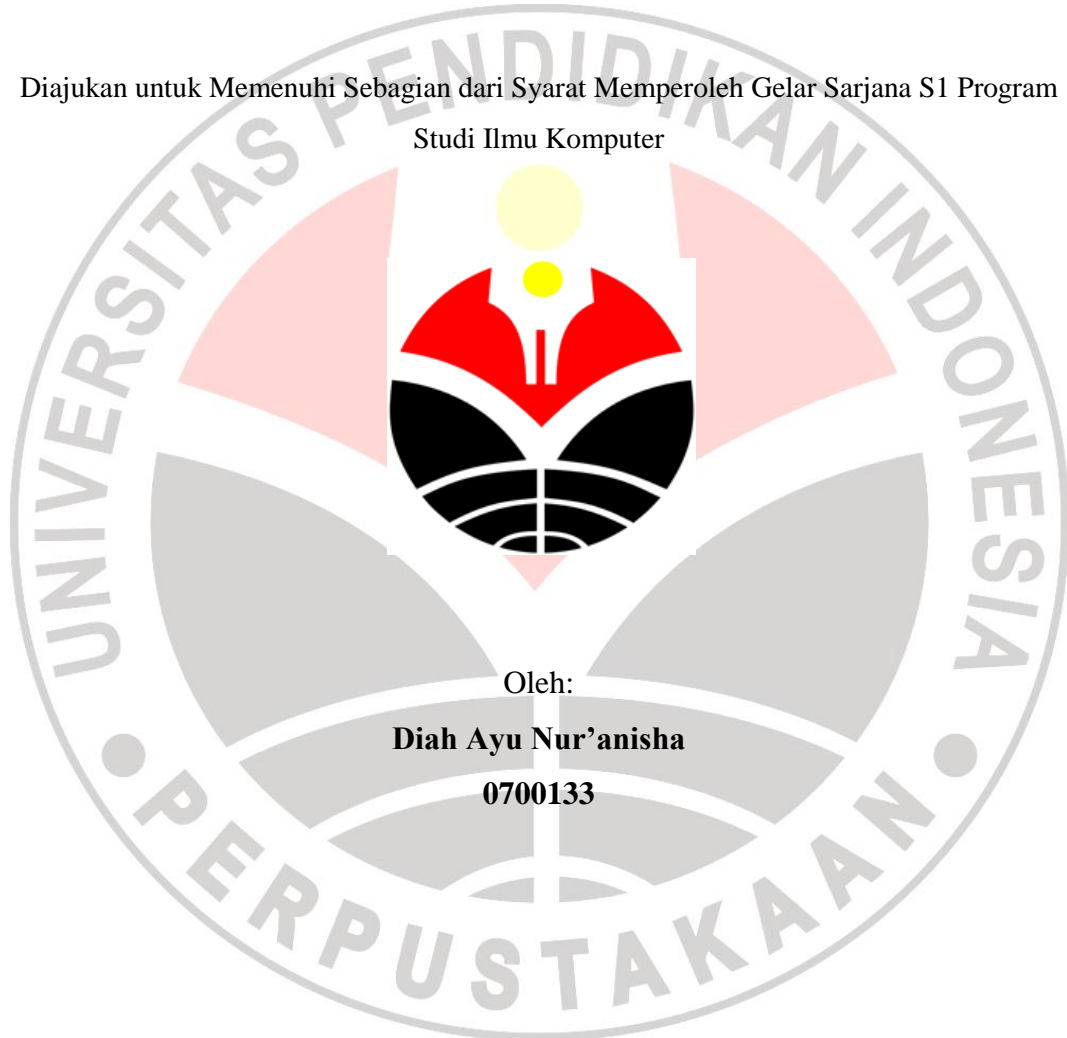 Diajukan untuk Memenuhi Sebagian dari Syarat Memperoleh Gelar Sarjana S1 Program
Studi Ilmu Komputer
UNIVERSITAS PENDIDIKAN INDONESIA
Oleh:
Diah Ayu Nur’anisha
0700133
PERPUSTAKAAN